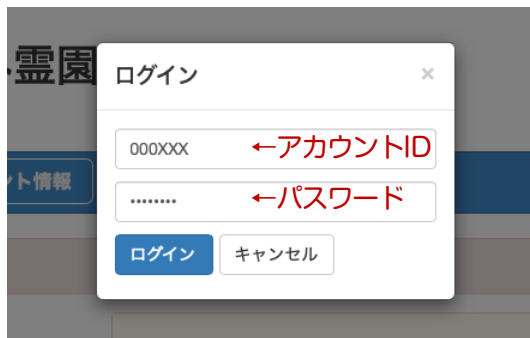 霊園
ログイン ×
000XXX ←アカウントID
ント情報
•••••••• ←パスワード
ログイン キャンセル